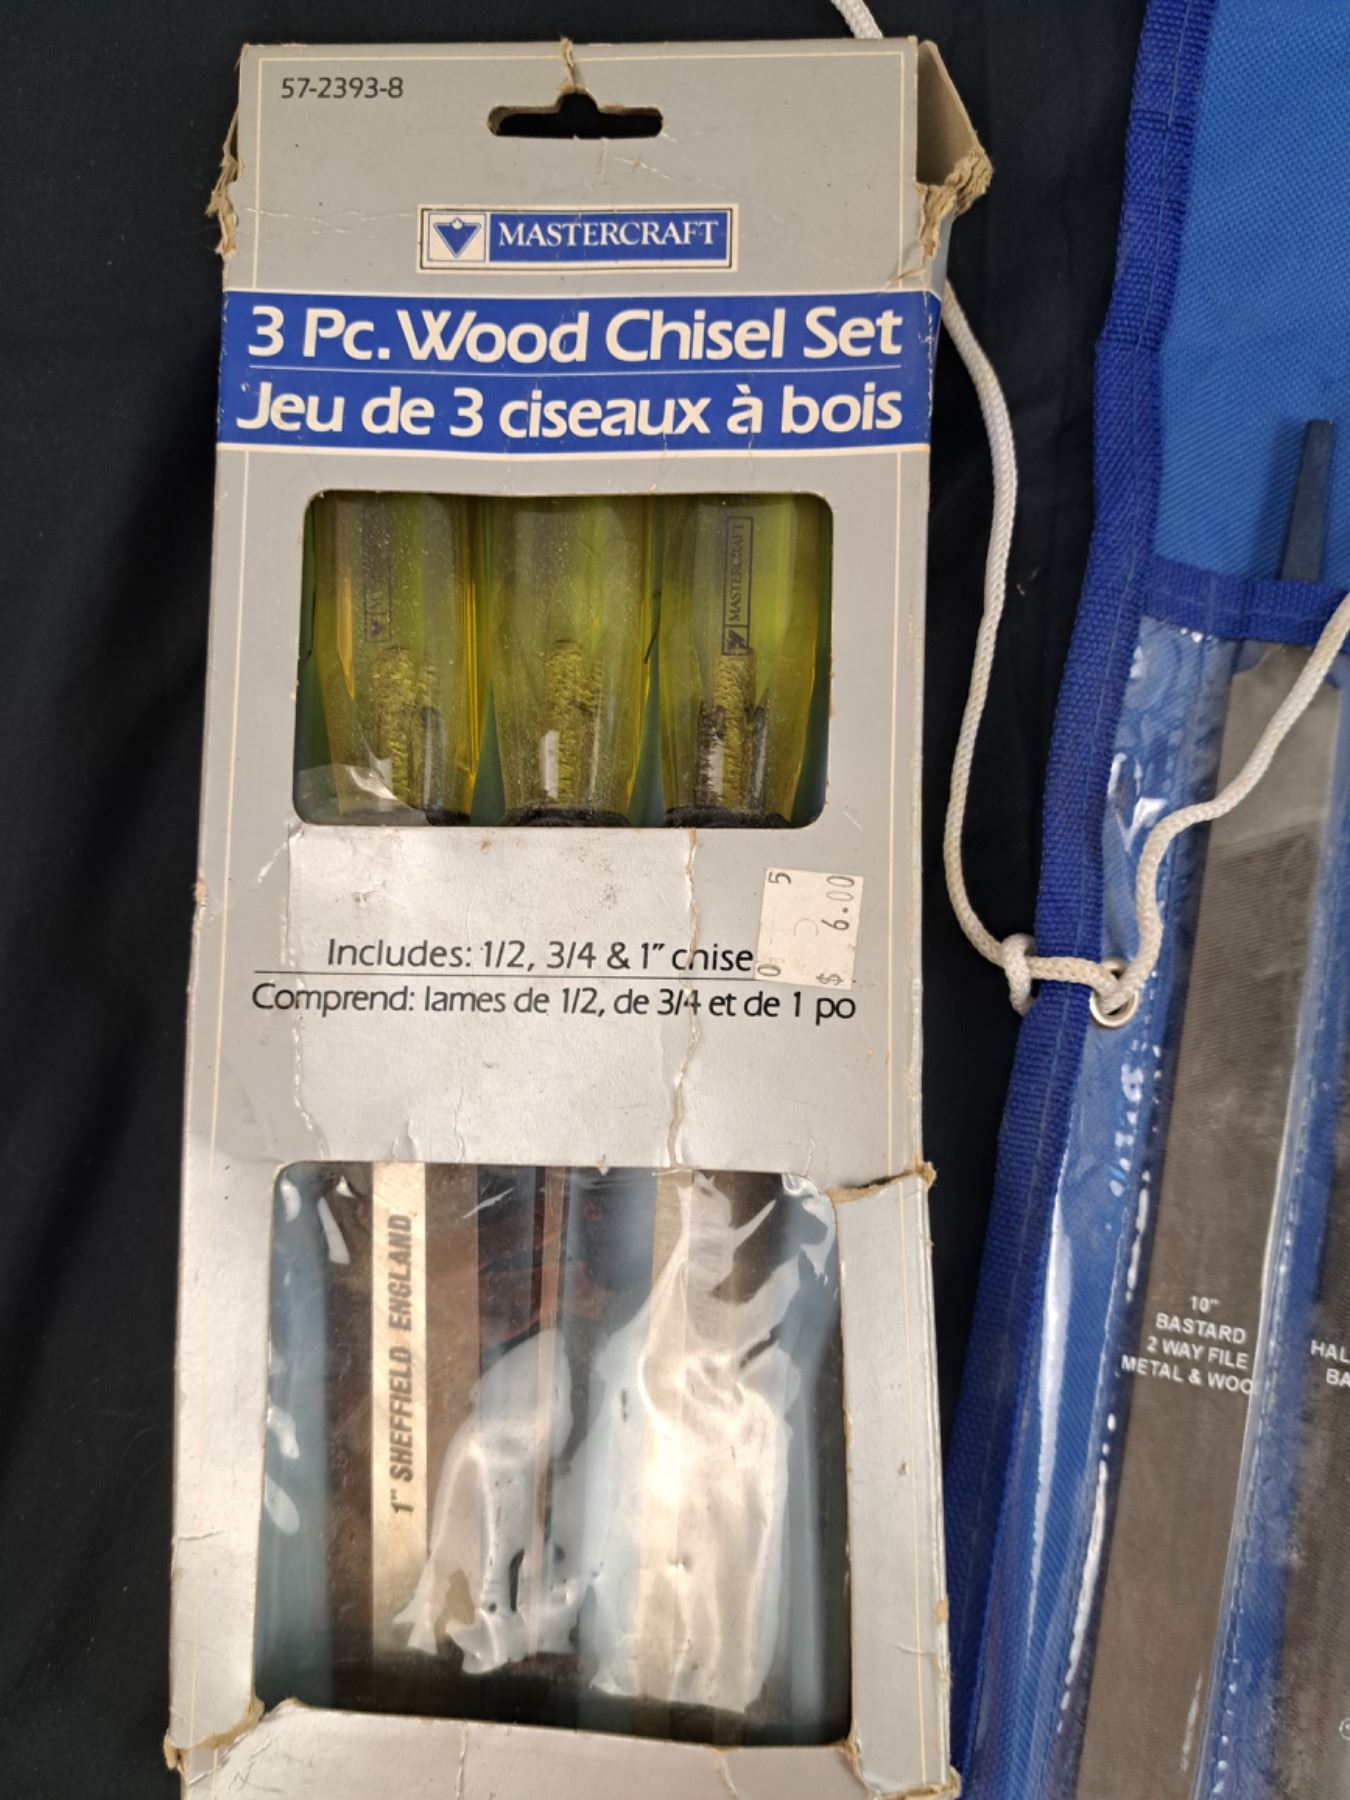 57-2393-8
MASTERCRAFT
3 Pc. Wood Chisel Set
Jeu de 3 ciseaux à bois
MASTERCRAFT
5
0
$ 6.00
Includes: 1/2, 3/4 & 1" chise
Comprend: lames de 1/2, de 3/4 et de 1 po
1" SHEFFIELD ENGLAND
10"
BASTARD
2 WAY FILE
METAL & WOO
HAL
BA